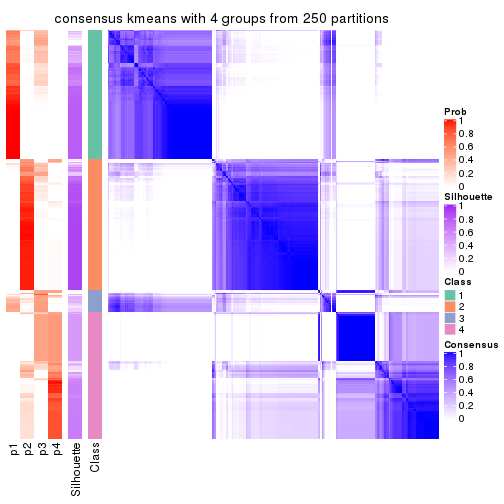 consensus kmeans with 4 groups from 250 partitions
p1
p2
p3
p4
Silhouette
Class
Prob
1
0.8
0.6
0.4
0.2
0
Silhouette
1
0.8
0.6
0.4
0.2
0
Class
1
2
3
4
Consensus
1
0.8
0.6
0.4
0.2
0